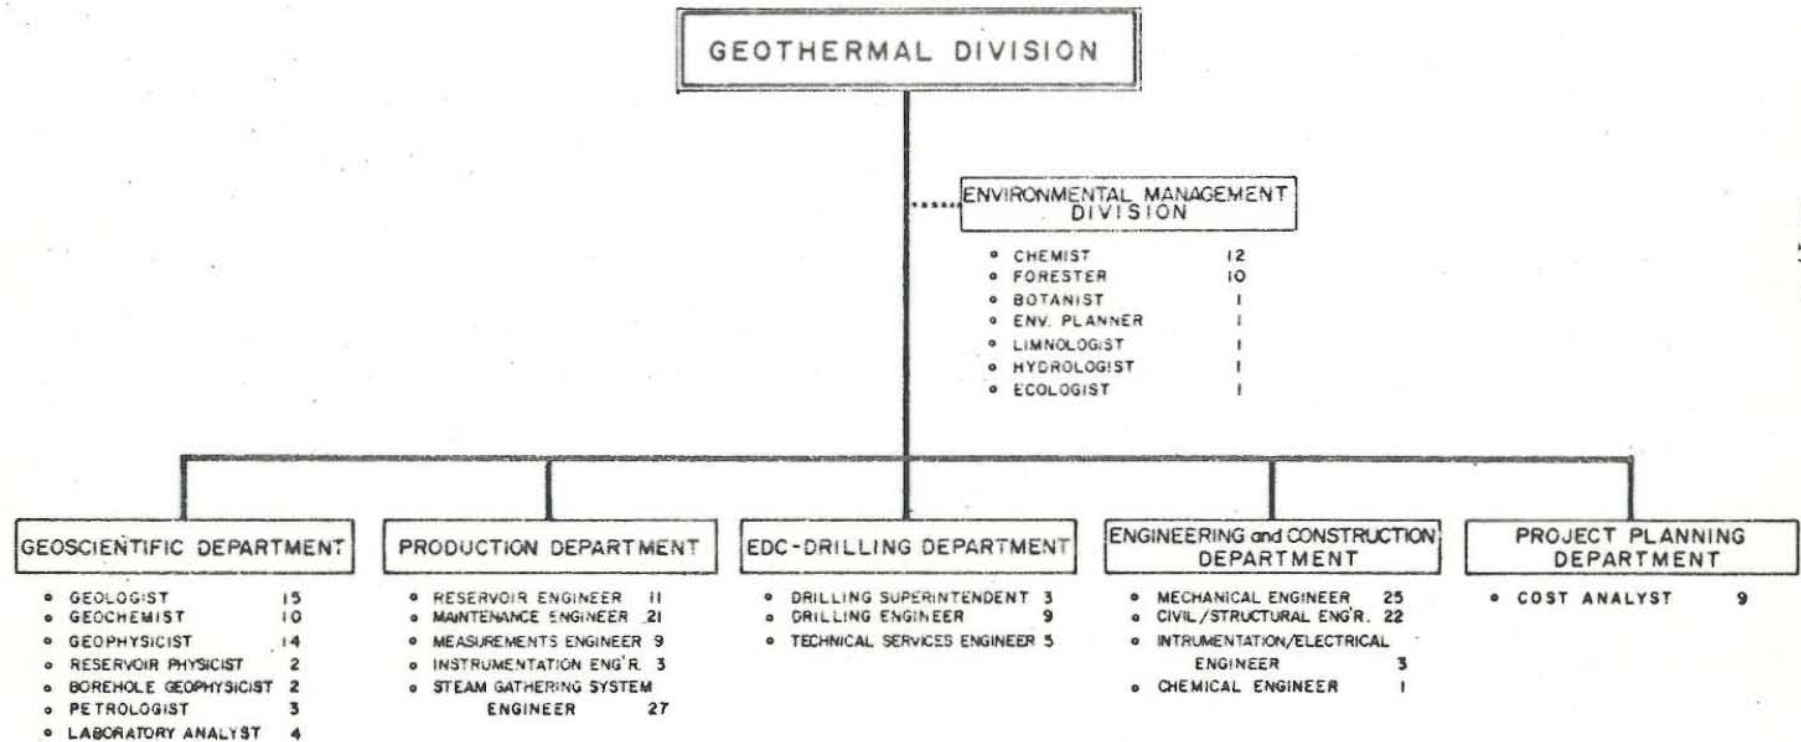 GEOTHERMAL DIVISION
ENVIRONMENTAL MANAGEMENT
DIVISION
• CHEMIST 12
• FORESTER 10
• BOTANIST 1
• ENV. PLANNER 1
• LIMNOLOGIST 1
• HYDROLOGIST 1
• ECOLOGIST 1
GEOSCIENTIFIC DEPARTMENT
• GEOLOGIST 15
• GEOCHEMIST 10
• GEOPHYSICIST 14
• RESERVOIR PHYSICIST 2
• BOREHOLE GEOPHYSICIST 2
• PETROLOGIST 3
• LABORATORY ANALYST 4
PRODUCTION DEPARTMENT
• RESERVOIR ENGINEER 11
• MAINTENANCE ENGINEER 21
• MEASUREMENTS ENGINEER 9
• INSTRUMENTATION ENG'R. 3
• STEAM GATHERING SYSTEM
ENGINEER 27
EDC-DRILLING DEPARTMENT
• DRILLING SUPERINTENDENT 3
• DRILLING ENGINEER 9
• TECHNICAL SERVICES ENGINEER 5
ENGINEERING and CONSTRUCTION
DEPARTMENT
• MECHANICAL ENGINEER 25
• CIVIL/STRUCTURAL ENG'R. 22
• INTRUMENTATION/ELECTRICAL
ENGINEER 3
• CHEMICAL ENGINEER 1
PROJECT PLANNING
DEPARTMENT
• COST ANALYST 9